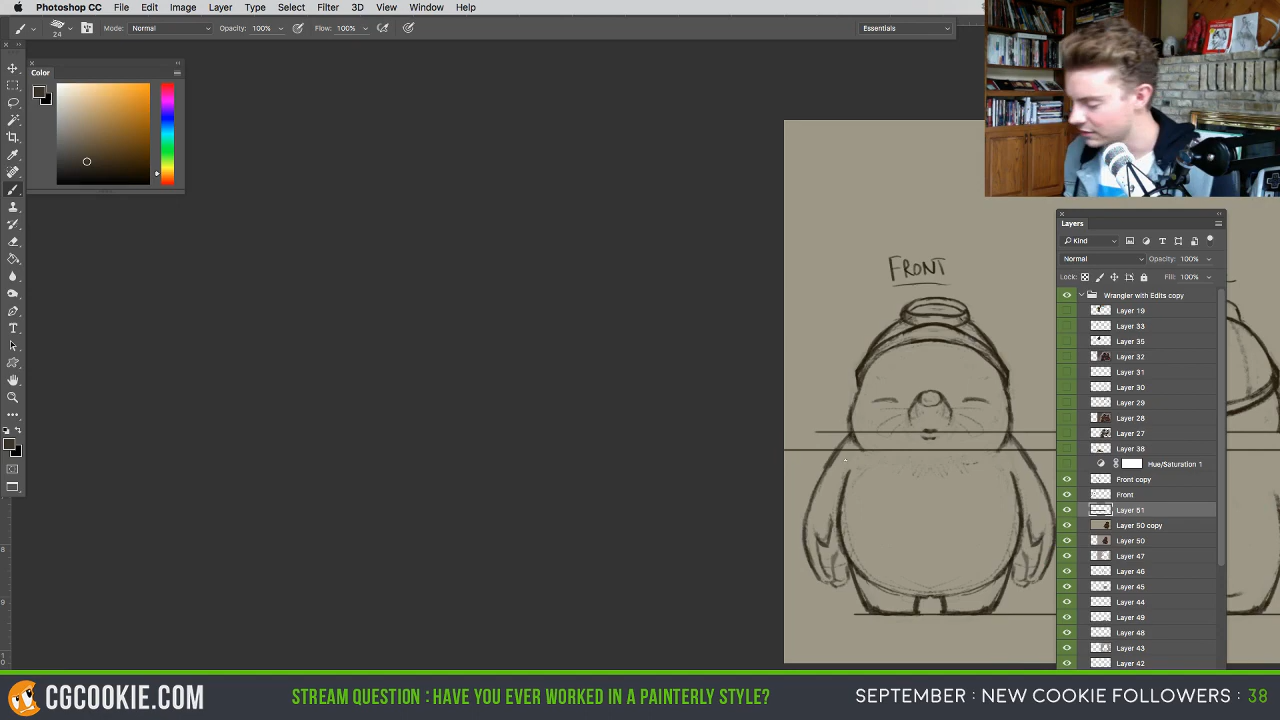 Photoshop CC File Edit Image Layer Type Select Filter 3D View Window Help
24 Mode: Normal Opacity: 100% Flow: 100% Essentials
Color
FRONT
Layers
Kind
Normal Opacity: 100%
Lock: Fill: 100%
Wrangler with Edits copy
Layer 19
Layer 33
Layer 35
Layer 32
Layer 31
Layer 30
Layer 29
Layer 28
Layer 27
Layer 38
Hue/Saturation 1
Front copy
Front
Layer 51
Layer 50 copy
Layer 50
Layer 47
Layer 46
Layer 45
Layer 44
Layer 49
Layer 48
Layer 43
Layer 42
8
9
10
CGCOOKIE.COM STREAM QUESTION : HAVE YOU EVER WORKED IN A PAINTERLY STYLE? SEPTEMBER : NEW COOKIE FOLLOWERS : 38